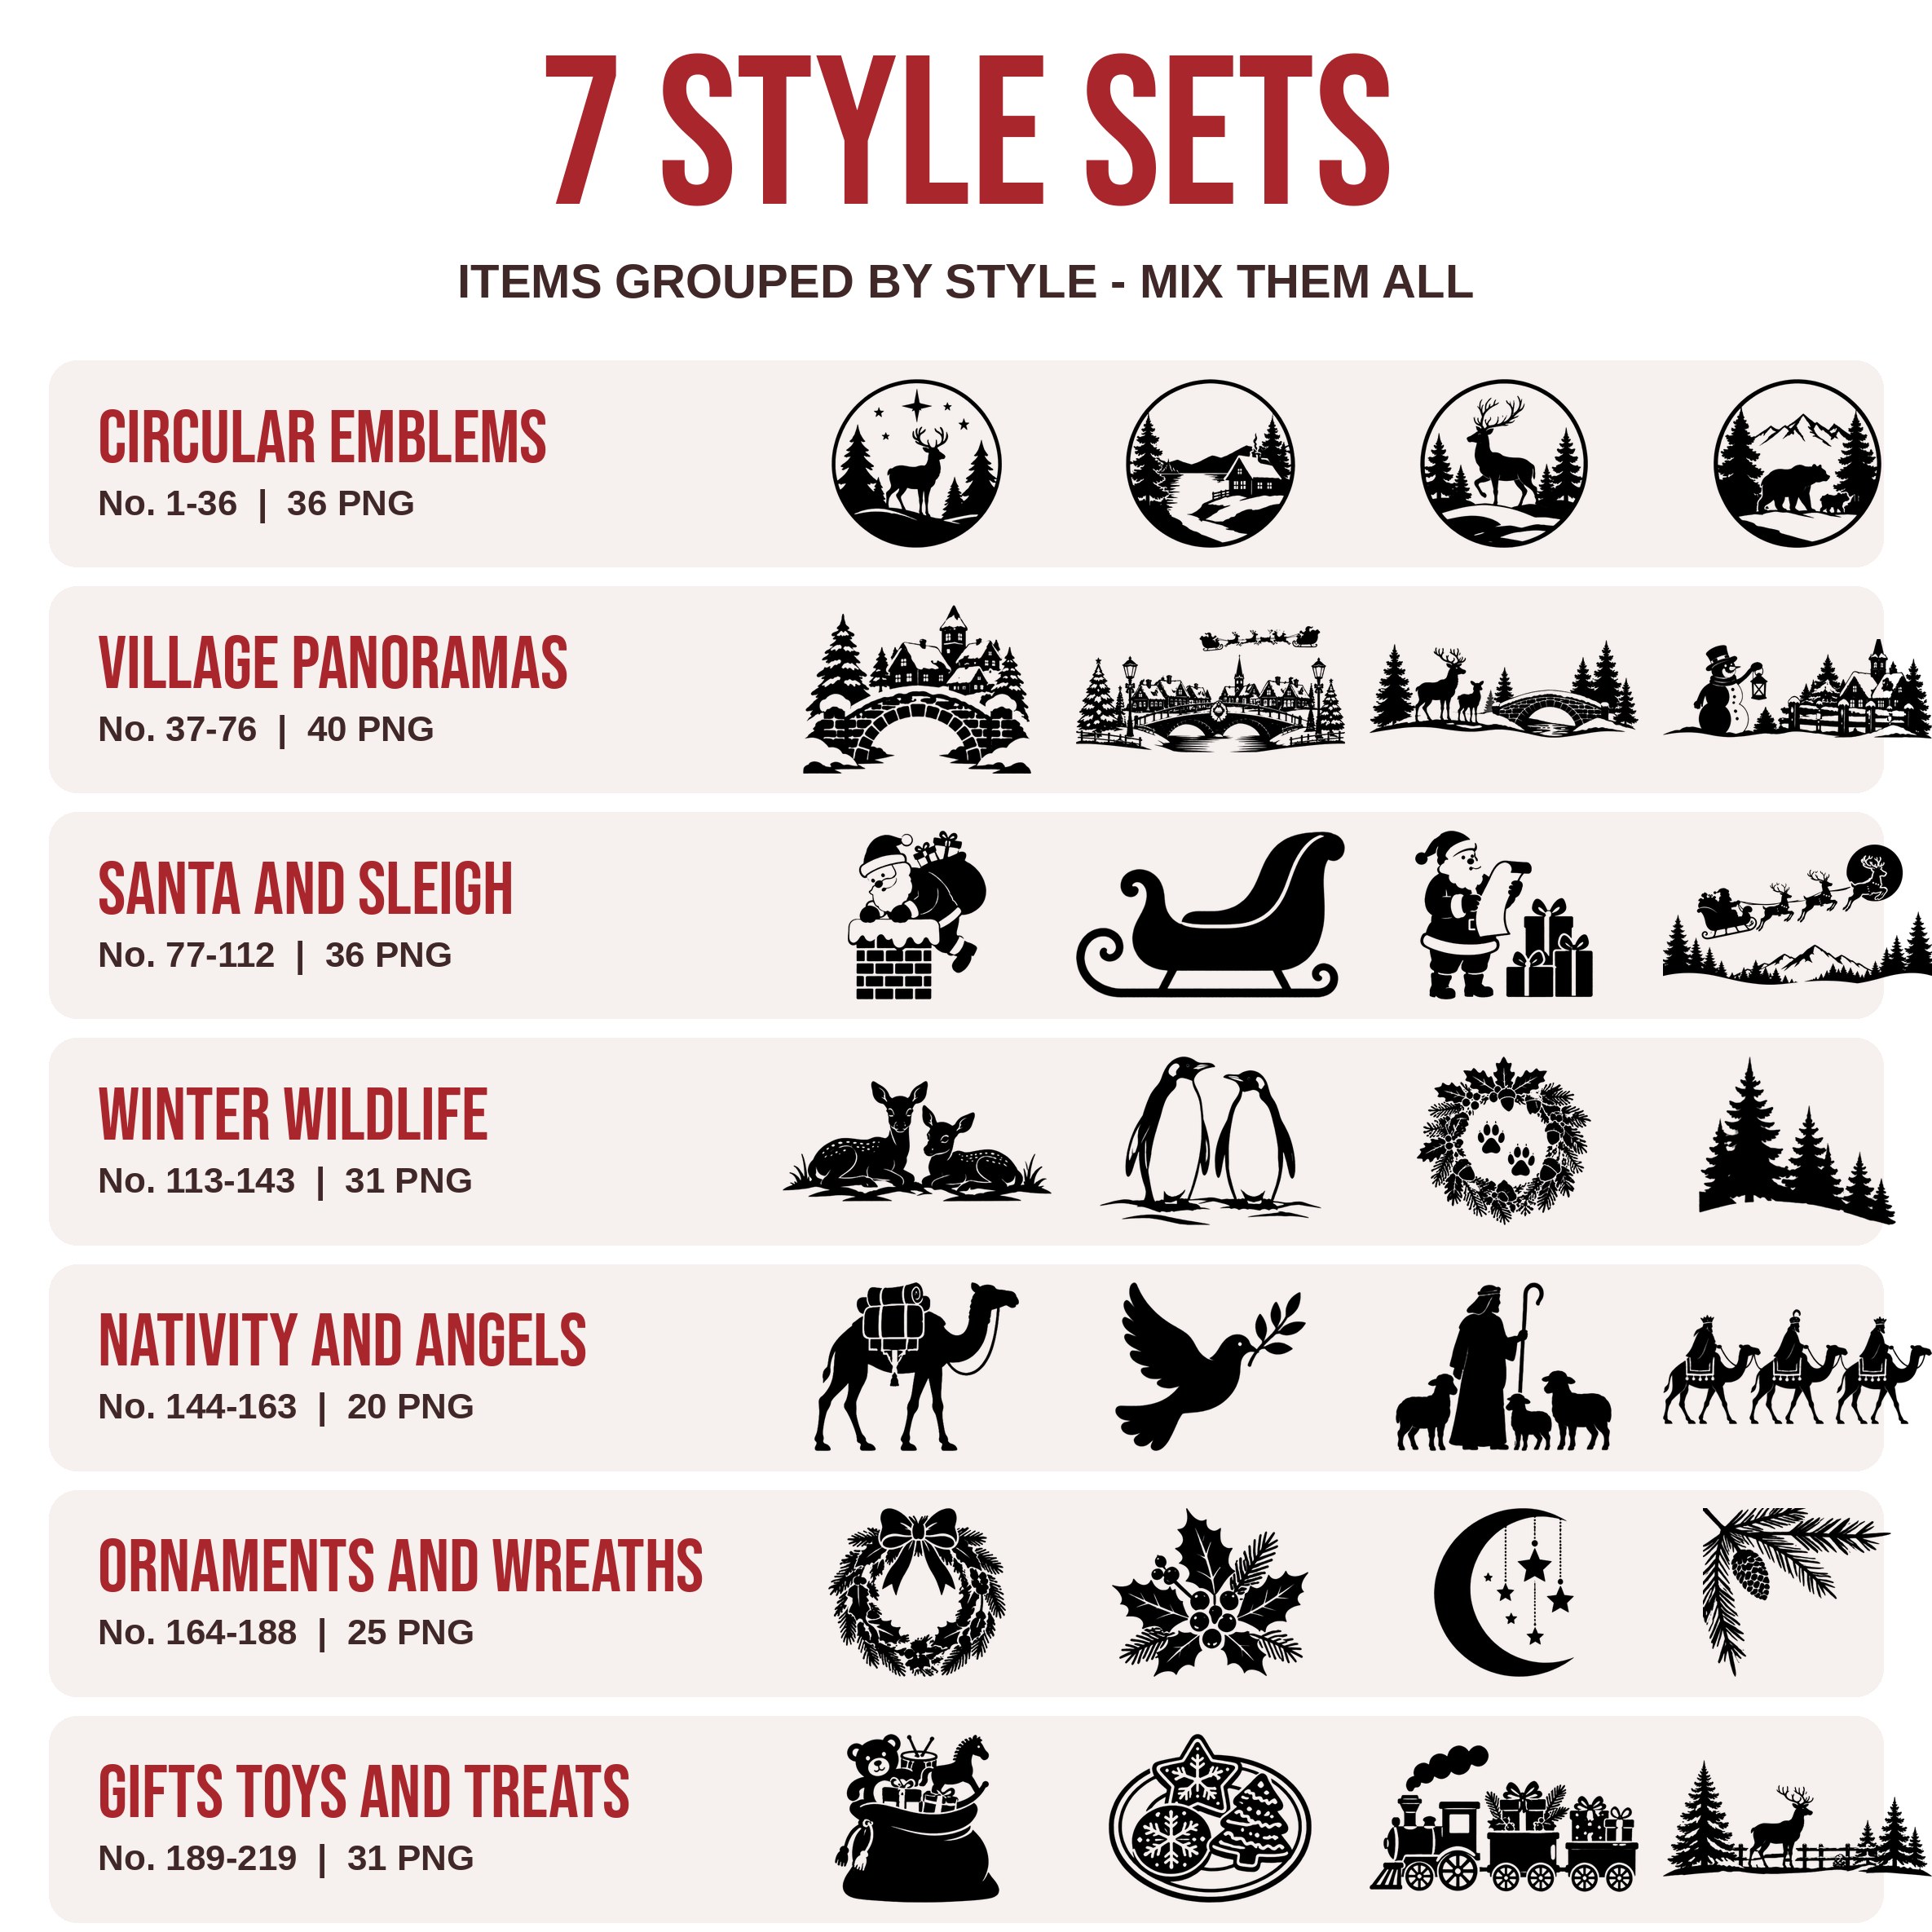 7 STYLE SETS
ITEMS GROUPED BY STYLE - MIX THEM ALL
CIRCULAR EMBLEMS
No. 1-36 | 36 PNG
VILLAGE PANORAMAS
No. 37-76 | 40 PNG
SANTA AND SLEIGH
No. 77-112 | 36 PNG
WINTER WILDLIFE
No. 113-143 | 31 PNG
NATIVITY AND ANGELS
No. 144-163 | 20 PNG
ORNAMENTS AND WREATHS
No. 164-188 | 25 PNG
GIFTS TOYS AND TREATS
No. 189-219 | 31 PNG